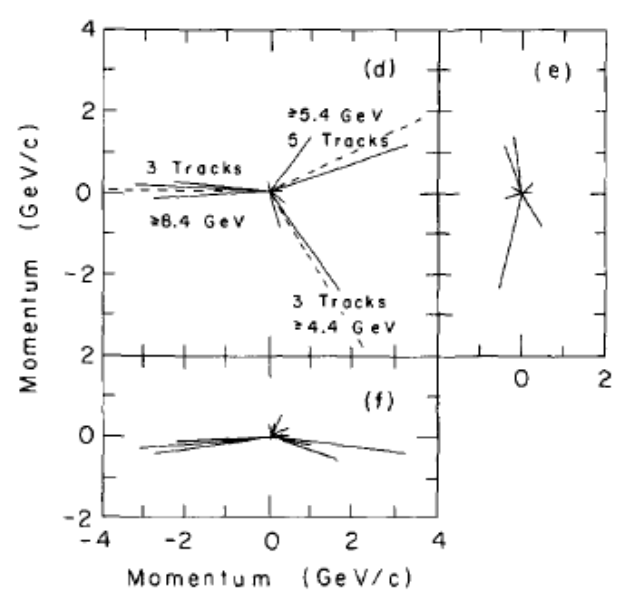 4
(d)
(e)
2
≥5.4 GeV
5 Tracks
3 Tracks
0
≥8.4 GeV
-2
3 Tracks
≥4.4 GeV
Momentum (GeV/c)
2
0
2
(f)
0
-2
-4
-2
0
2
4
Momentum (GeV/c)